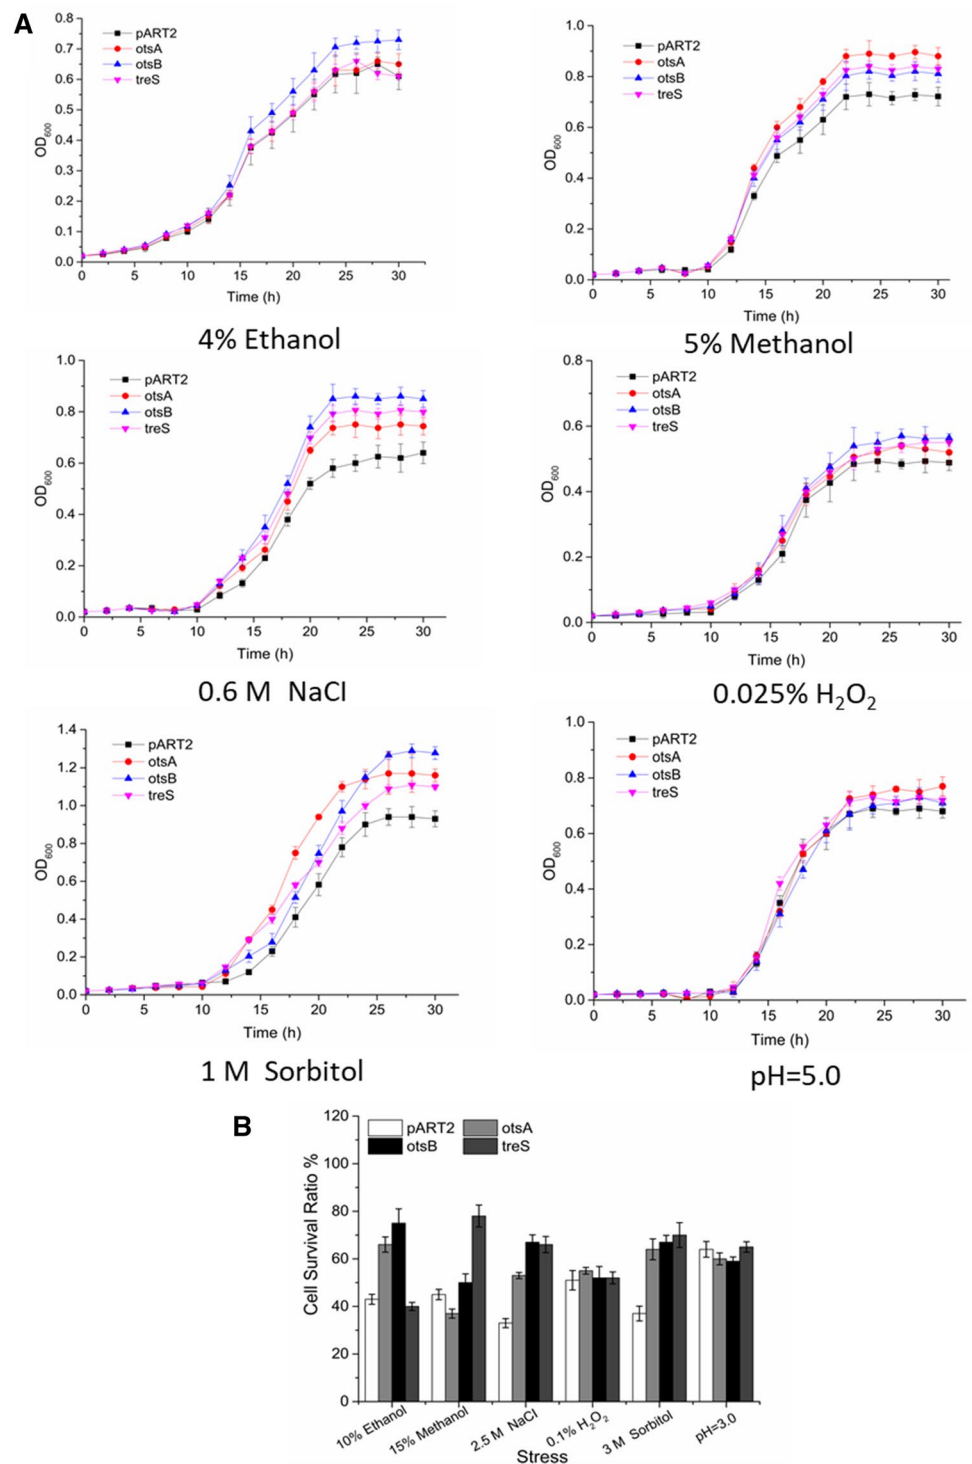 A
0.8
0.7
0.6
0.5
0.4
0.3
0.2
0.1
0.0
OD600
pART2
otsA
otsB
treS
0 5 10 15 20 25 30
Time (h)
4% Ethanol
1.0
0.8
0.6
0.4
0.2
0.0
OD600
pART2
otsA
otsB
treS
0 5 10 15 20 25 30
Time (h)
5% Methanol
1.0
0.8
0.6
0.4
0.2
0.0
OD600
pART2
otsA
otsB
treS
0 5 10 15 20 25 30
Time (h)
0.6 M NaCl
0.8
0.6
0.4
0.2
0.0
OD600
pART2
otsA
otsB
treS
0 5 10 15 20 25 30
Time (h)
0.025% H2O2
1.4
1.2
1.0
0.8
0.6
0.4
0.2
0.0
OD600
pART2
otsA
otsB
treS
0 5 10 15 20 25 30
Time (h)
1 M Sorbitol
1.0
0.8
0.6
0.4
0.2
0.0
OD600
pART2
otsA
otsB
treS
0 5 10 15 20 25 30
Time (h)
pH=5.0
B
120
100
80
60
40
20
0
Cell Survival Ratio %
pART2 otsA
otsB treS
10% Ethanol 15% Methanol 2.5 M NaCl 0.1% H2O2 3 M Sorbitol pH=3.0
Stress